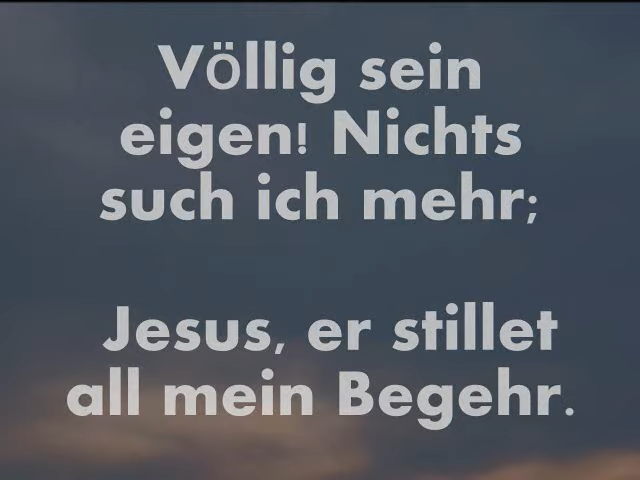 Völlig sein
eigen! Nichts
such ich mehr;
Jesus, er stillet
all mein Begehr.